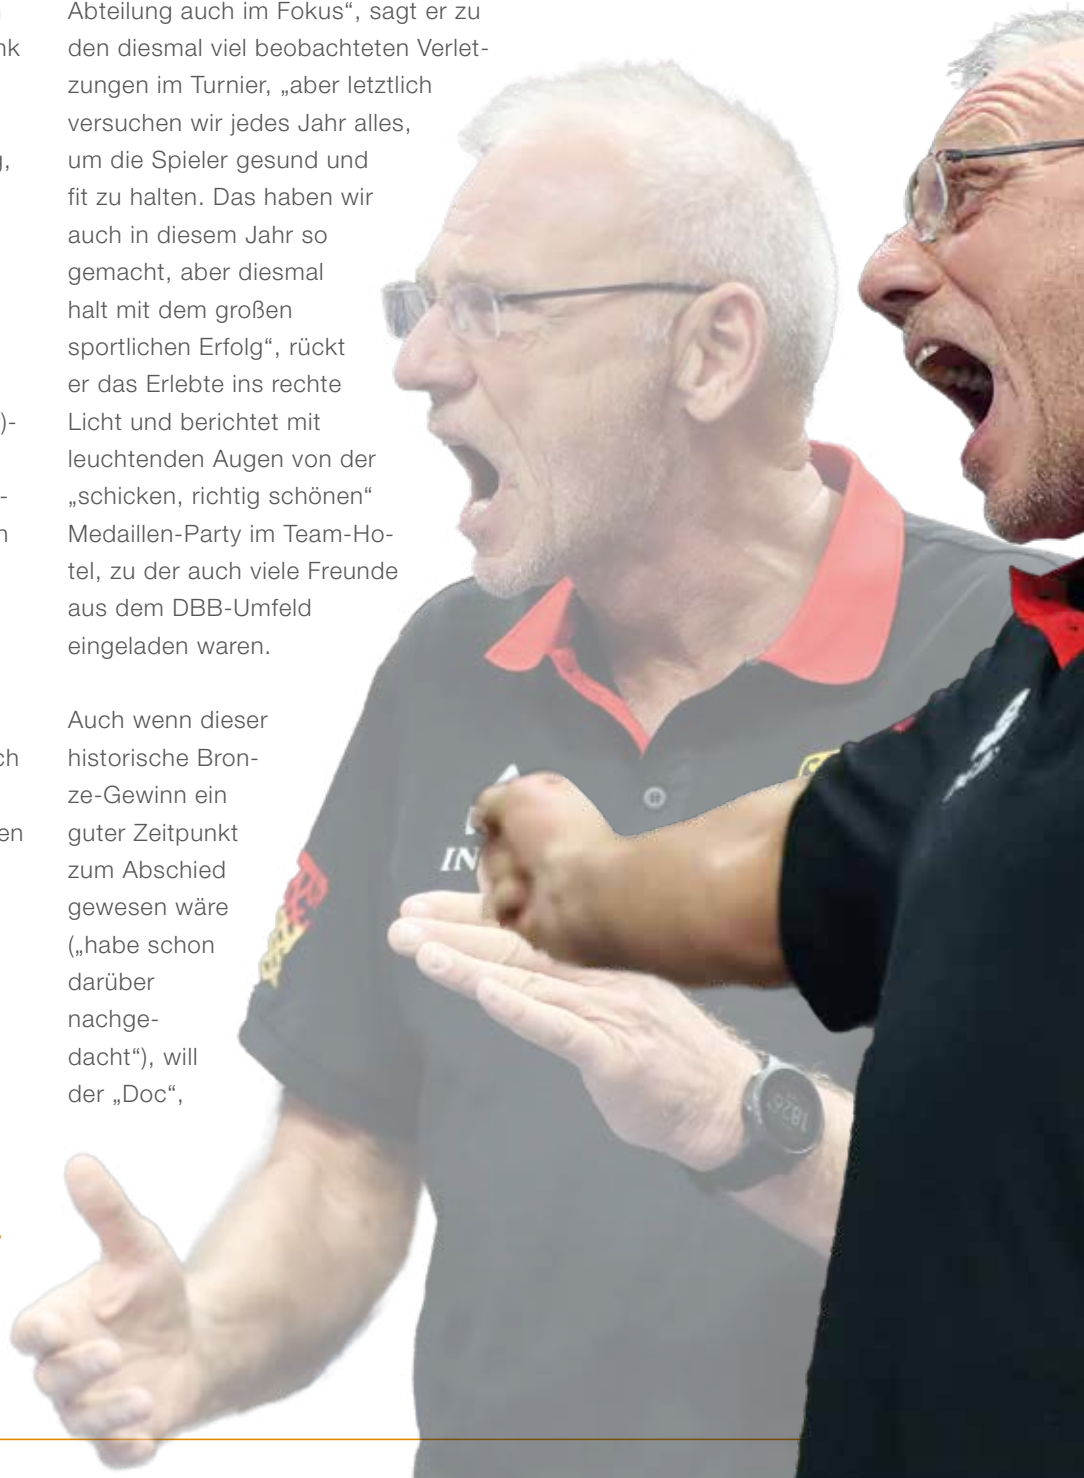 nk
g,
)-
-
n
ch
en
Abteilung auch im Fokus“, sagt er zu
den diesmal viel beobachteten Verlet-
zungen im Turnier, „aber letztlich
versuchen wir jedes Jahr alles,
um die Spieler gesund und
fit zu halten. Das haben wir
auch in diesem Jahr so
gemacht, aber diesmal
halt mit dem großen
sportlichen Erfolg“, rückt
er das Erlebte ins rechte
Licht und berichtet mit
leuchtenden Augen von der
„schicken, richtig schönen“
Medaillen-Party im Team-Ho-
tel, zu der auch viele Freunde
aus dem DBB-Umfeld
eingeladen waren.
Auch wenn dieser
historische Bron-
ze-Gewinn ein
guter Zeitpunkt
zum Abschied
gewesen wäre
(„habe schon
darüber
nachge-
dacht“), will
der „Doc“,
IN